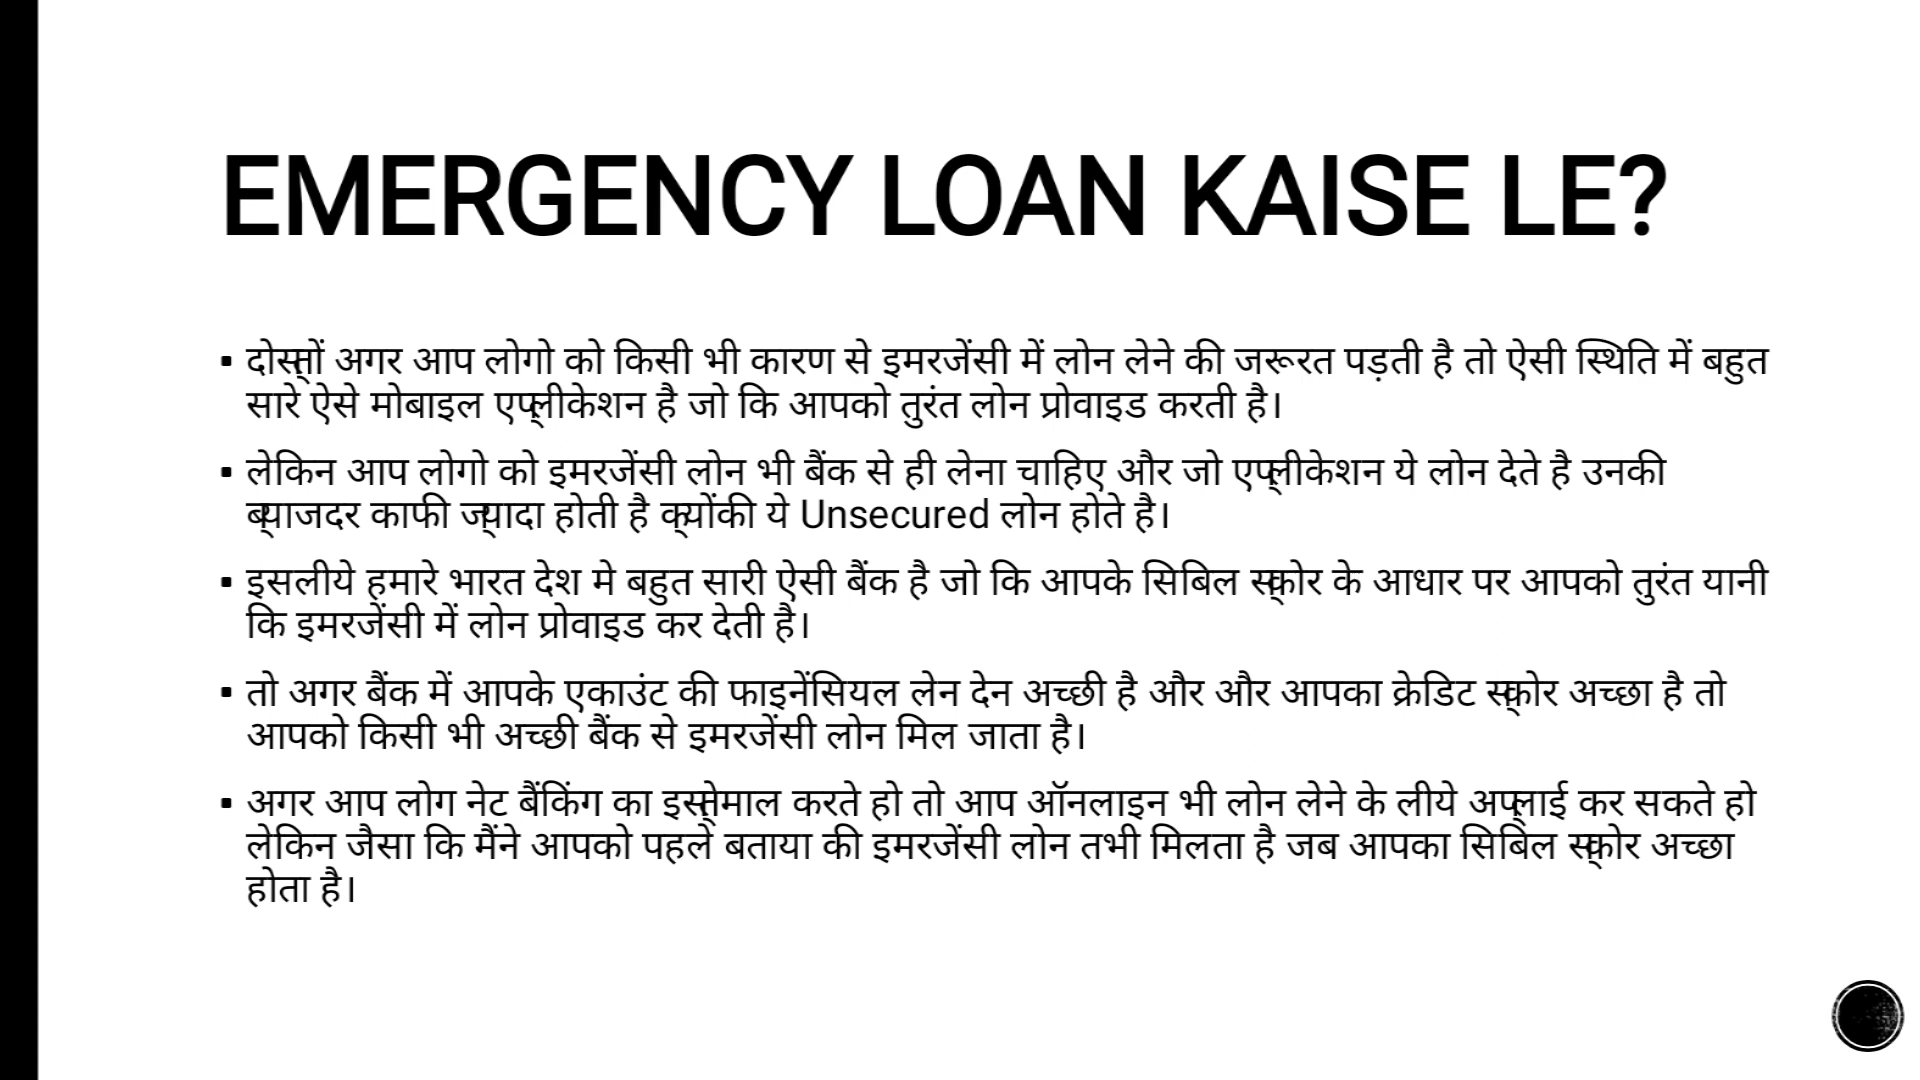 EMERGENCY LOAN KAISE LE?
▪ दोस्तों अगर आप लोगो को किसी भी कारण से इमरजेंसी में लोन लेने की जरूरत पड़ती है तो ऐसी स्थिति में बहुत
सारे ऐसे मोबाइल एप्लीकेशन है जो कि आपको तुरंत लोन प्रोवाइड करती है।
▪ लेकिन आप लोगो को इमरजेंसी लोन भी बैंक से ही लेना चाहिए और जो एप्लीकेशन ये लोन देते है उनकी
ब्याजदर काफी ज्यादा होती है क्योंकी ये Unsecured लोन होते है।
▪ इसलीये हमारे भारत देश मे बहुत सारी ऐसी बैंक है जो कि आपके सिबिल स्कोर के आधार पर आपको तुरंत यानी
कि इमरजेंसी में लोन प्रोवाइड कर देती है।
▪ तो अगर बैंक में आपके एकाउंट की फाइनेंसियल लेन देन अच्छी है और और आपका क्रेडिट स्कोर अच्छा है तो
आपको किसी भी अच्छी बैंक से इमरजेंसी लोन मिल जाता है।
▪ अगर आप लोग नेट बैंकिंग का इस्तेमाल करते हो तो आप ऑनलाइन भी लोन लेने के लीये अप्लाई कर सकते हो
लेकिन जैसा कि मैंने आपको पहले बताया की इमरजेंसी लोन तभी मिलता है जब आपका सिबिल स्कोर अच्छा
होता है।